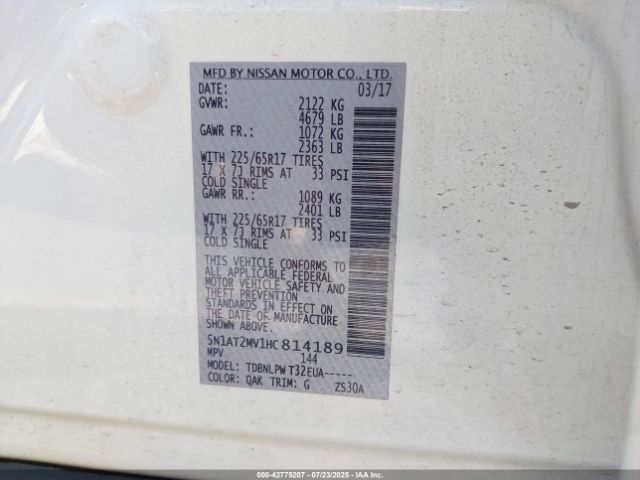 MFD BY NISSAN MOTOR CO., LTD.
DATE: 03/17
GVWR: 2122 KG
4679 LB
GAWR FR.: 1072 KG
2363 LB
WITH 225/65R17 TIRES
17 X 7J RIMS AT 33 PSI
COLD SINGLE
GAWR RR.: 1089 KG
2401 LB
WITH 225/65R17 TIRES
17 X 7J RIMS AT 33 PSI
COLD SINGLE
THIS VEHICLE CONFORMS TO
ALL APPLICABLE FEDERAL
MOTOR VEHICLE SAFETY AND
THEFT PREVENTION
STANDARDS IN EFFECT ON
THE DATE OF MANUFACTURE
SHOWN ABOVE.
5N1AT2MV1HC814189
MPV 144
MODEL: TDBNLPW T32EUA-----
COLOR: QAK TRIM: G ZS30A
000-42775207 - 07/23/2025 - IAAI.COM